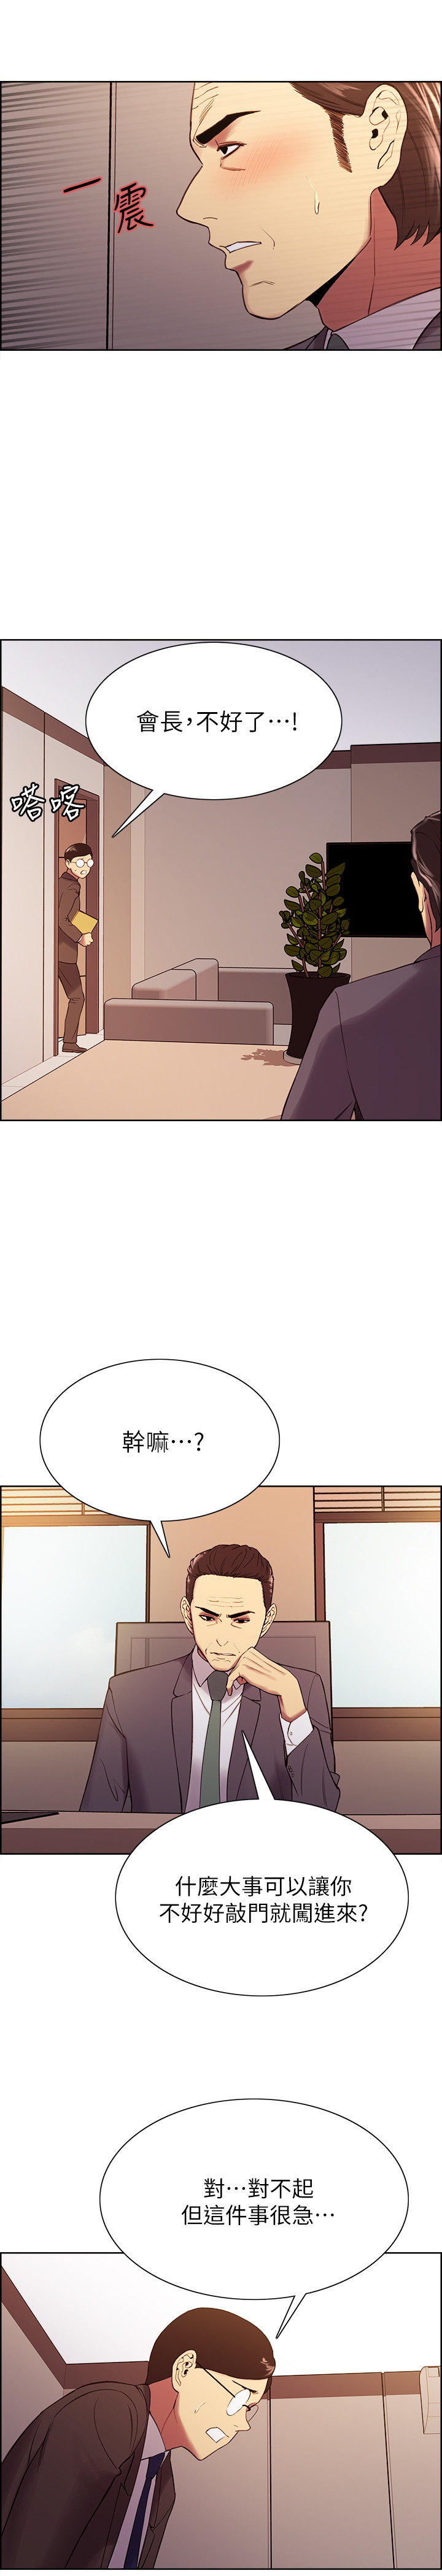 一震
會長，不好了…!
喀嗒
幹嘛…?
什麼大事可以讓你
不好好敲門就闖進來?
對…對不起
但這件事很急…